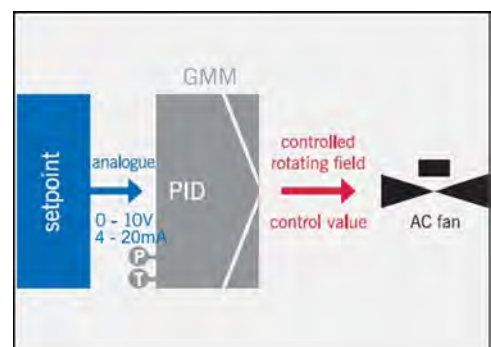 GMM
setpoint
analogue
0 - 10V
4 - 20mA
PID
P
T
controlled
rotating field
control value
AC fan